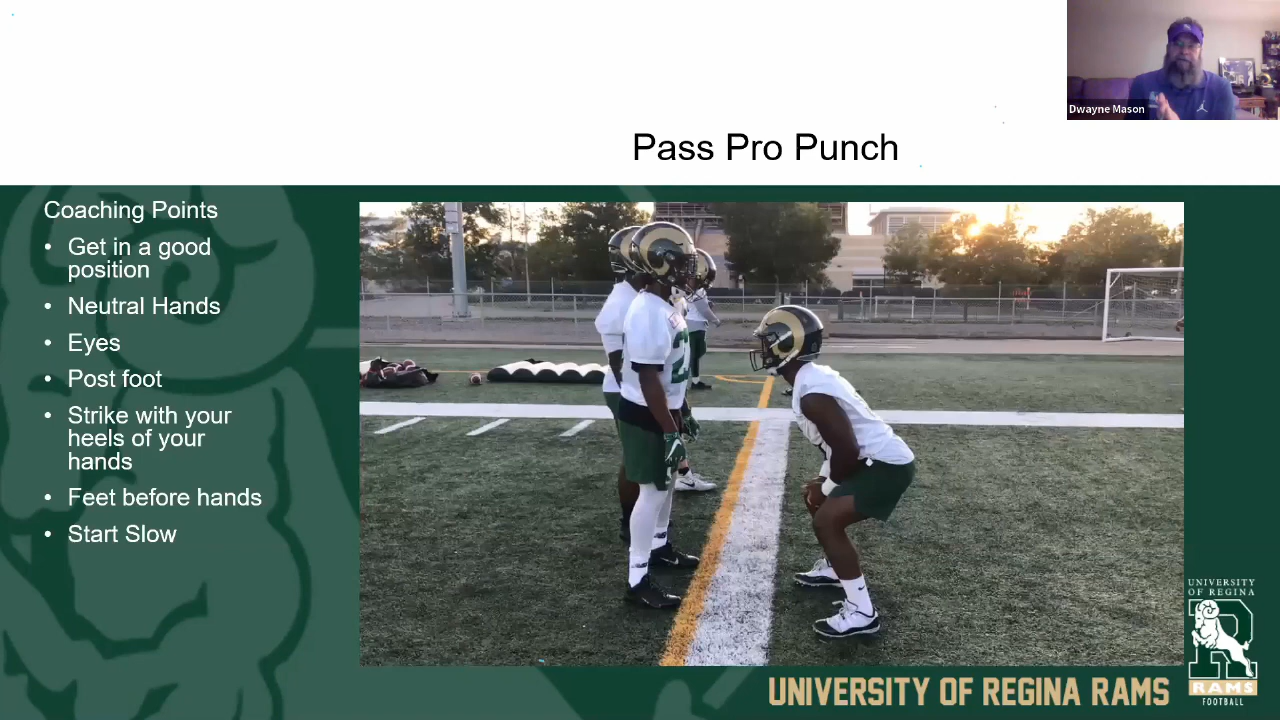 Dwayne Mason
Pass Pro Punch
Coaching Points
• Get in a good
position
• Neutral Hands
• Eyes
• Post foot
• Strike with your
heels of your
hands
• Feet before hands
• Start Slow
UNIVERSITY
OF REGINA
R
RAMS
FOOTBALL
UNIVERSITY OF REGINA RAMS